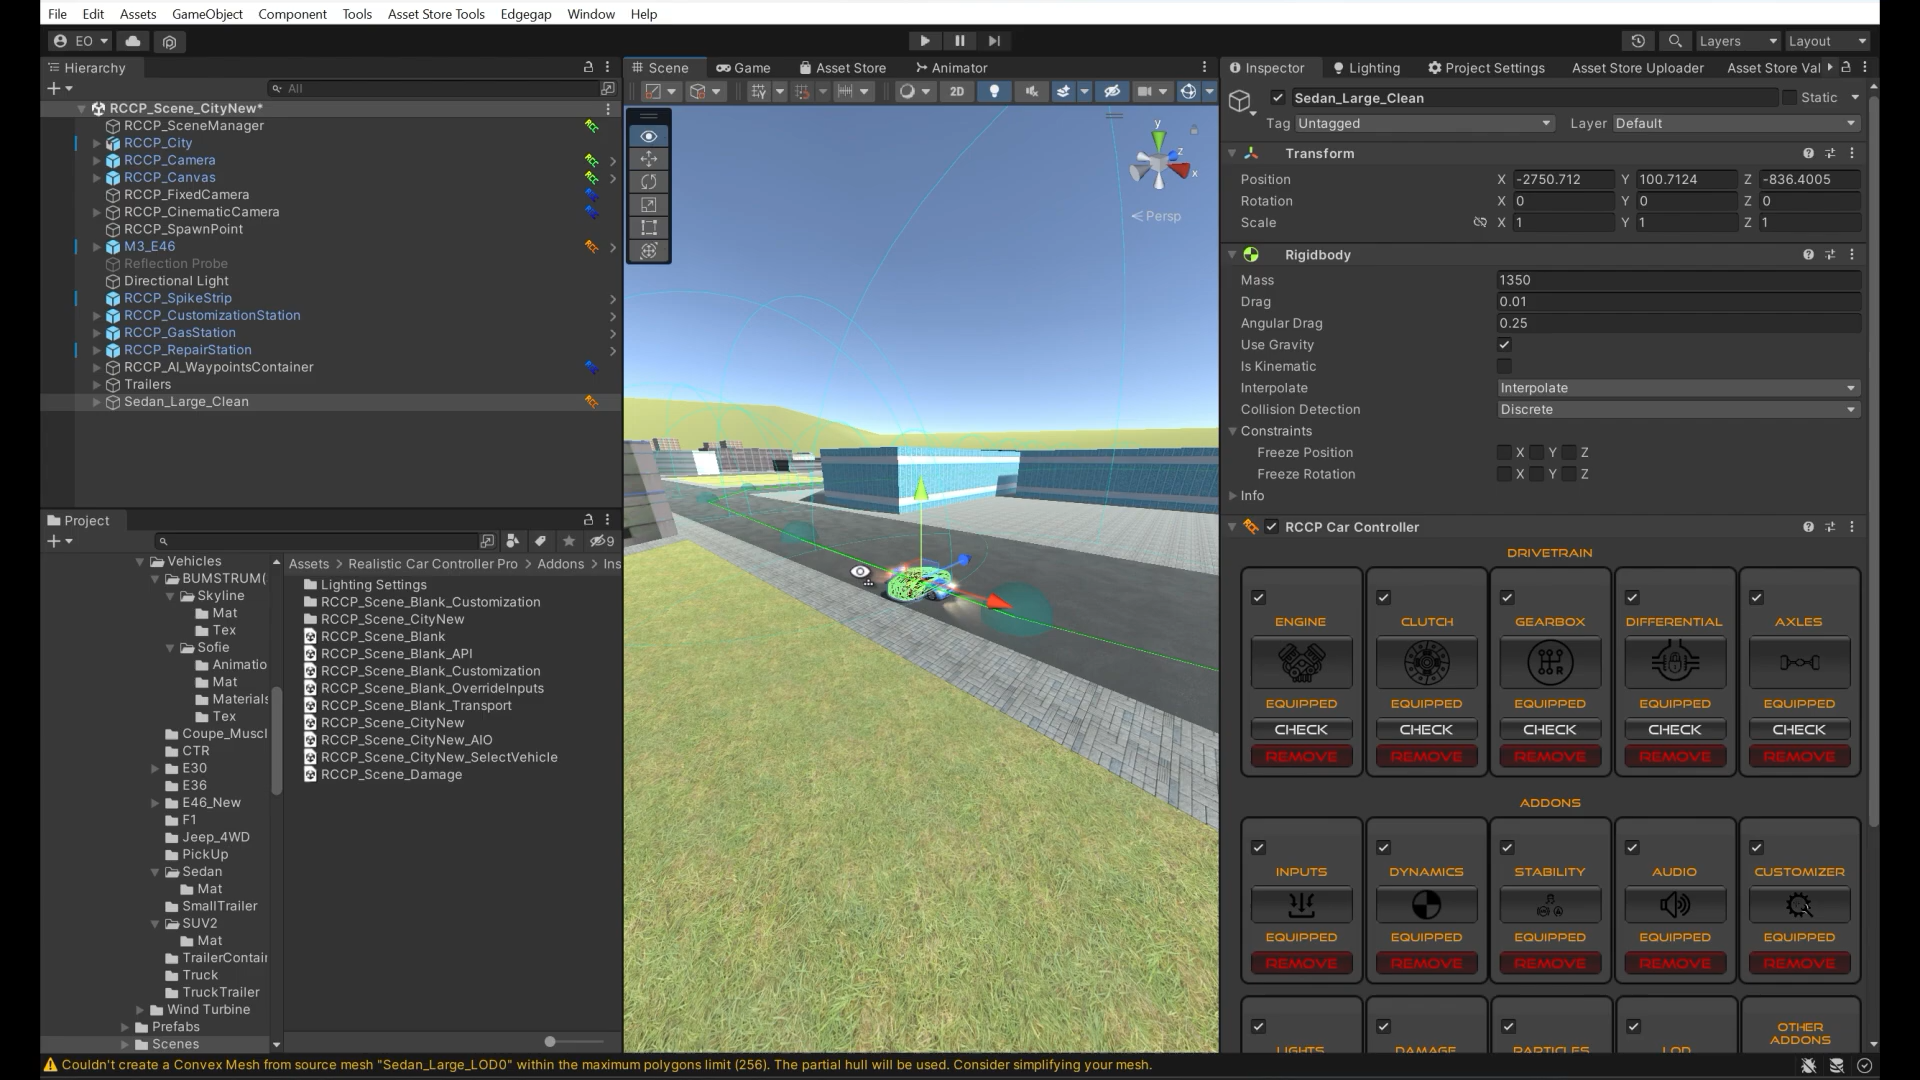 File Edit Assets GameObject Component Tools Asset Store Tools Edgegap Window Help
EO Layers Layout
Hierarchy
All
RCCP_Scene_CityNew*
RCCP_SceneManager
RCCP_City
RCCP_Camera
RCCP_Canvas
RCCP_FixedCamera
RCCP_CinematicCamera
RCCP_SpawnPoint
M3_E46
Reflection Probe
Directional Light
RCCP_SpikeStrip
RCCP_CustomizationStation
RCCP_GasStation
RCCP_RepairStation
RCCP_AI_WaypointsContainer
Trailers
Sedan_Large_Clean
Project
9
Vehicles
BUMSTRUM(
Skyline
Mat
Tex
Sofie
Animatio
Mat
Materials
Tex
Coupe_Muscl
CTR
E30
E36
E46_New
F1
Jeep_4WD
PickUp
Sedan
Mat
SmallTrailer
SUV2
Mat
TrailerContair
Truck
TruckTrailer
Wind Turbine
Prefabs
Scenes
Assets Realistic Car Controller Pro Addons Ins
Lighting Settings
RCCP_Scene_Blank_Customization
RCCP_Scene_CityNew
RCCP_Scene_Blank
RCCP_Scene_Blank_API
RCCP_Scene_Blank_Customization
RCCP_Scene_Blank_OverrideInputs
RCCP_Scene_Blank_Transport
RCCP_Scene_CityNew
RCCP_Scene_CityNew_AIO
RCCP_Scene_CityNew_SelectVehicle
RCCP_Scene_Damage
Scene Game Asset Store Animator
2D
y
z
x
Persp
Inspector Lighting Project Settings Asset Store Uploader Asset Store Val
Sedan_Large_Clean Static
Tag Untagged Layer Default
Transform
Position X -2750.712 Y 100.7124 Z -836.4005
Rotation X 0 Y 0 Z 0
Scale X 1 Y 1 Z 1
Rigidbody
Mass 1350
Drag 0.01
Angular Drag 0.25
Use Gravity
Is Kinematic
Interpolate Interpolate
Collision Detection Discrete
Constraints
Freeze Position X Y Z
Freeze Rotation X Y Z
Info
RCCP Car Controller
DRIVETRAIN
ENGINE CLUTCH GEARBOX DIFFERENTIAL AXLES
EQUIPPED EQUIPPED EQUIPPED EQUIPPED EQUIPPED
CHECK CHECK CHECK CHECK CHECK
REMOVE REMOVE REMOVE REMOVE REMOVE
ADDONS
INPUTS DYNAMICS STABILITY AUDIO CUSTOMIZER
EQUIPPED EQUIPPED EQUIPPED EQUIPPED EQUIPPED
REMOVE REMOVE REMOVE REMOVE REMOVE
LIGHTS DAMAGE PARTICLES LOD OTHER ADDONS
Couldn't create a Convex Mesh from source mesh "Sedan_Large_LOD0" within the maximum polygons limit (256). The partial hull will be used. Consider simplifying your mesh.